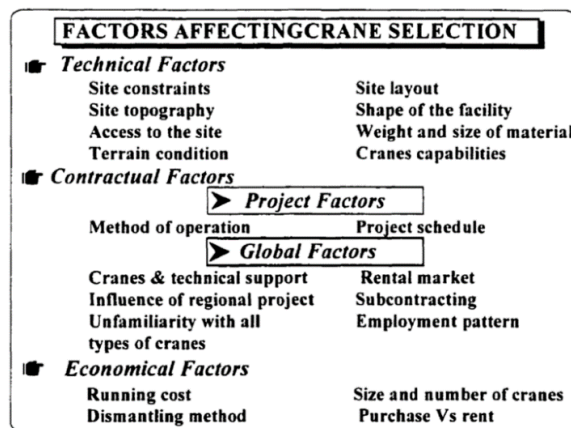 FACTORS AFFECTINGCRANE SELECTION
Technical Factors
Site constraints Site layout
Site topography Shape of the facility
Access to the site Weight and size of material
Terrain condition Cranes capabilities
Contractual Factors
Project Factors
Method of operation Project schedule
Global Factors
Cranes & technical support Rental market
Influence of regional project Subcontracting
Unfamiliarity with all Employment pattern
types of cranes
Economical Factors
Running cost Size and number of cranes
Dismantling method Purchase Vs rent